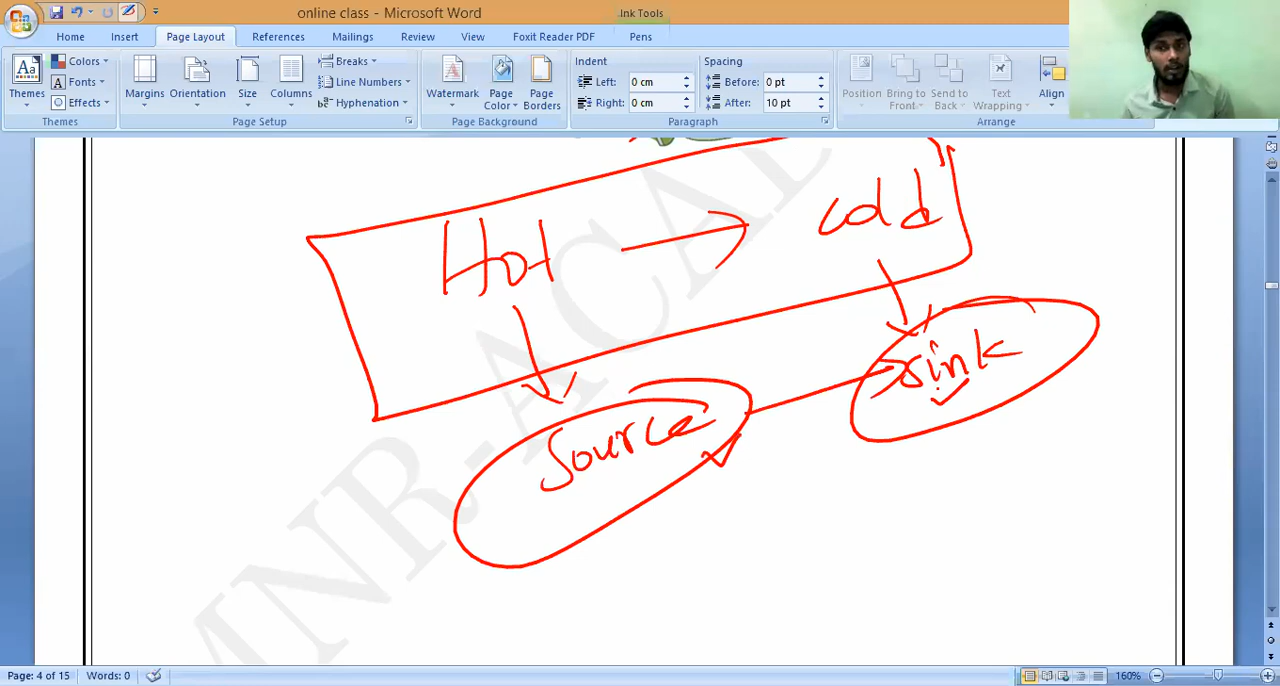 online class - Microsoft Word
Ink Tools
Home Insert Page Layout References Mailings Review View Foxit Reader PDF Pens
Themes
Colors
Fonts
Effects
Themes
Margins Orientation Size Columns
Breaks
Line Numbers
Hyphenation
Page Setup
Watermark Page Color Page Borders
Page Background
Indent
Left: 0 cm
Right: 0 cm
Spacing
Before: 0 pt
After: 10 pt
Paragraph
Position Bring to Front Send to Back Text Wrapping Align
Arrange
Hot cold
Source sink
MNR-ACAD
Page: 4 of 15 Words: 0 160%